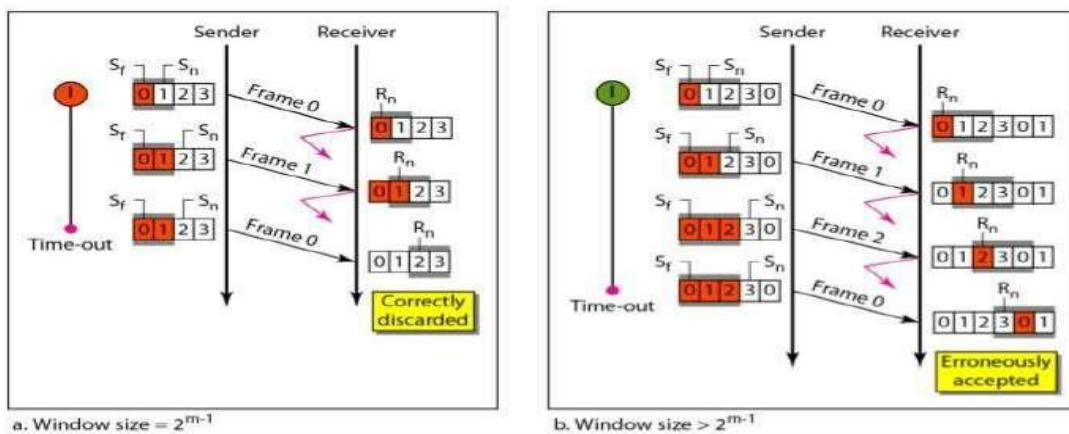 Sender Receiver
Sf Sn
1 0 1 2 3 Frame 0
Rn
0 1 2 3
Sf Sn
0 1 2 3 Frame 1
Rn
0 1 2 3
Sf Sn
0 1 2 3 Frame 0
Rn
Time-out
0 1 2 3
Correctly
discarded
a. Window size = 2^m-1
Sender Receiver
Sf Sn
1 0 1 2 3 0 Frame 0
Rn
0 1 2 3 0 1
Sf Sn
0 1 2 3 0 Frame 1
Rn
0 1 2 3 0 1
Sf Sn
0 1 2 3 0 Frame 2
Rn
0 1 2 3 0 1
Sf Sn
0 1 2 3 0 Frame 0
Rn
Time-out
0 1 2 3 0 1
Erroneously
accepted
b. Window size > 2^m-1